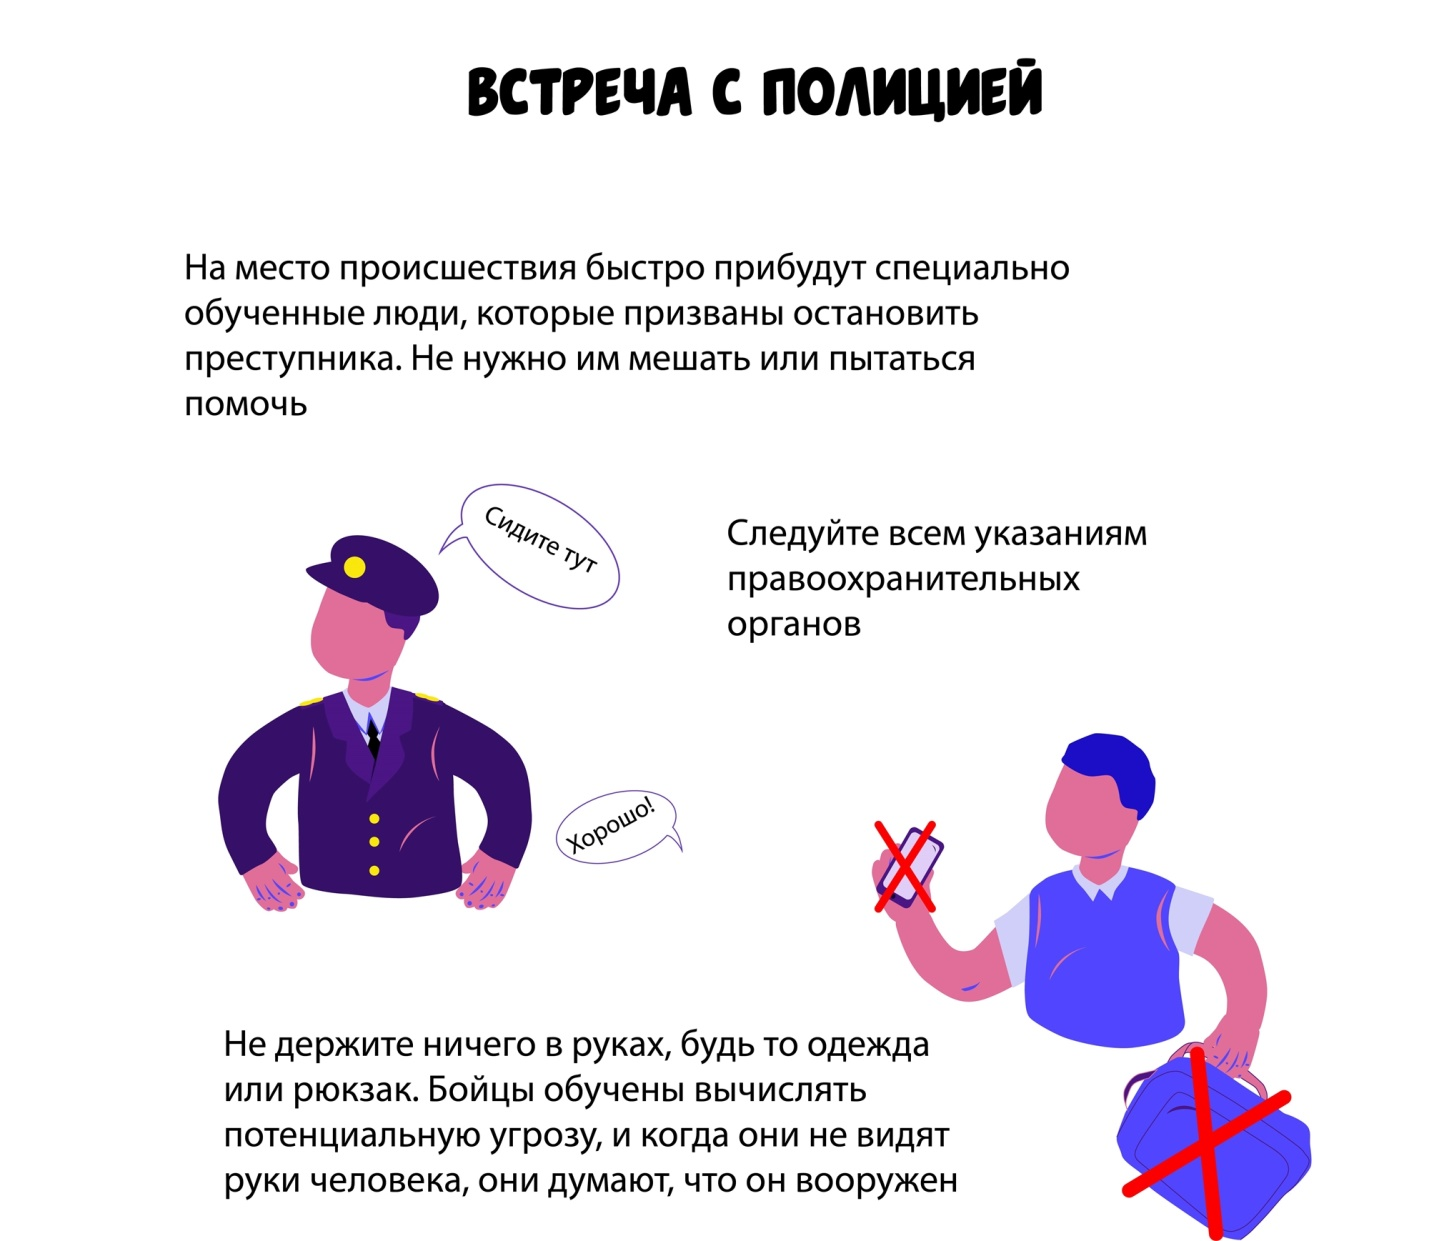 ВСТРЕЧА С ПОЛИЦИЕЙ
На место происшествия быстро прибудут специально
обученные люди, которые призваны остановить
преступника. Не нужно им мешать или пытаться
помочь
Сидите тут
Следуйте всем указаниям
правоохранительных
органов
Хорошо!
Не держите ничего в руках, будь то одежда
или рюкзак. Бойцы обучены вычислять
потенциальную угрозу, и когда они не видят
руки человека, они думают, что он вооружен